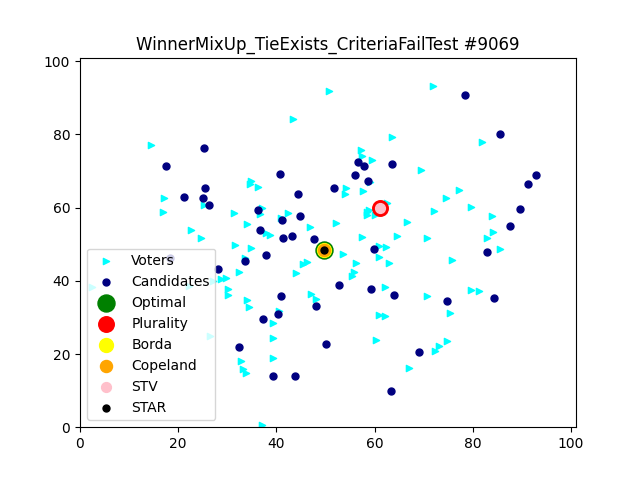 WinnerMixUp_TieExists_CriteriaFailTest #9069
100
80
60
40
20
0
0 20 40 60 80 100
Voters
Candidates
Optimal
Plurality
Borda
Copeland
STV
STAR